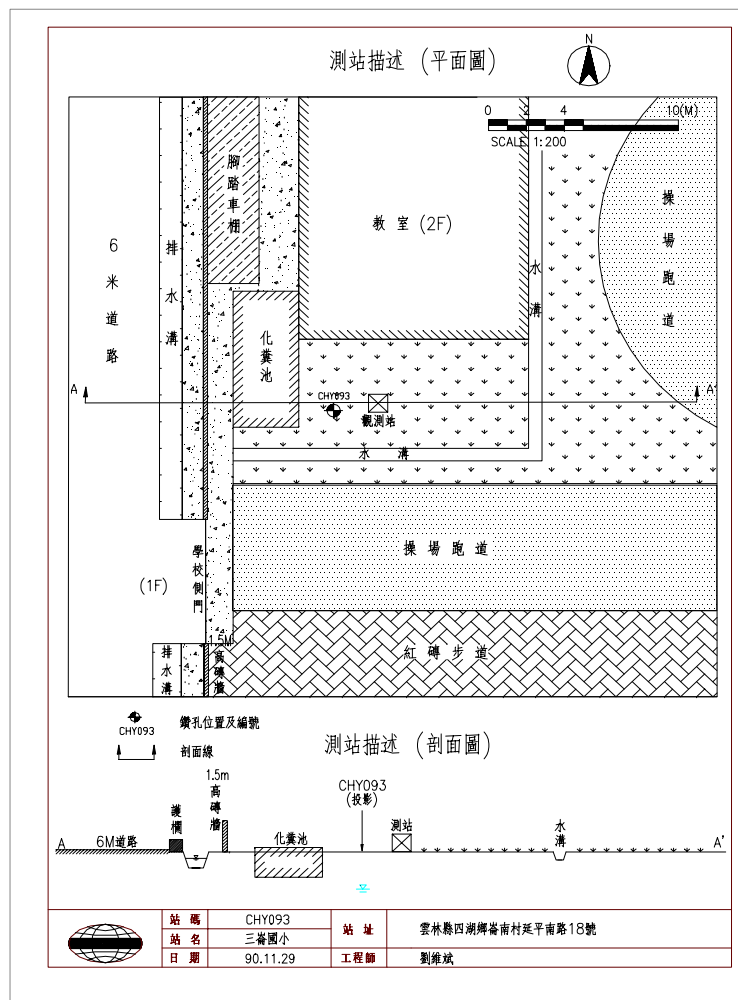 測站描述 (平面圖)
N
0 2 4 10(M)
SCALE 1:200
腳踏車棚
教室 (2F)
操場跑道
6米道路
排水溝
水溝
化糞池
A
CHY093
A'
觀測站
水溝
操場跑道
學校側門
(1F)
1.5M高磚牆
排水溝
紅磚步道
CHY093
鑽孔位置及編號
剖面線
測站描述 (剖面圖)
1.5m
高磚牆
CHY093
(投影)
護欄
測站
水溝
A
6M道路
化糞池
A'
站碼 CHY093
站址 雲林縣四湖鄉崙南村延平南路18號
站名 三崙國小
日期 90.11.29
工程師 劉維斌